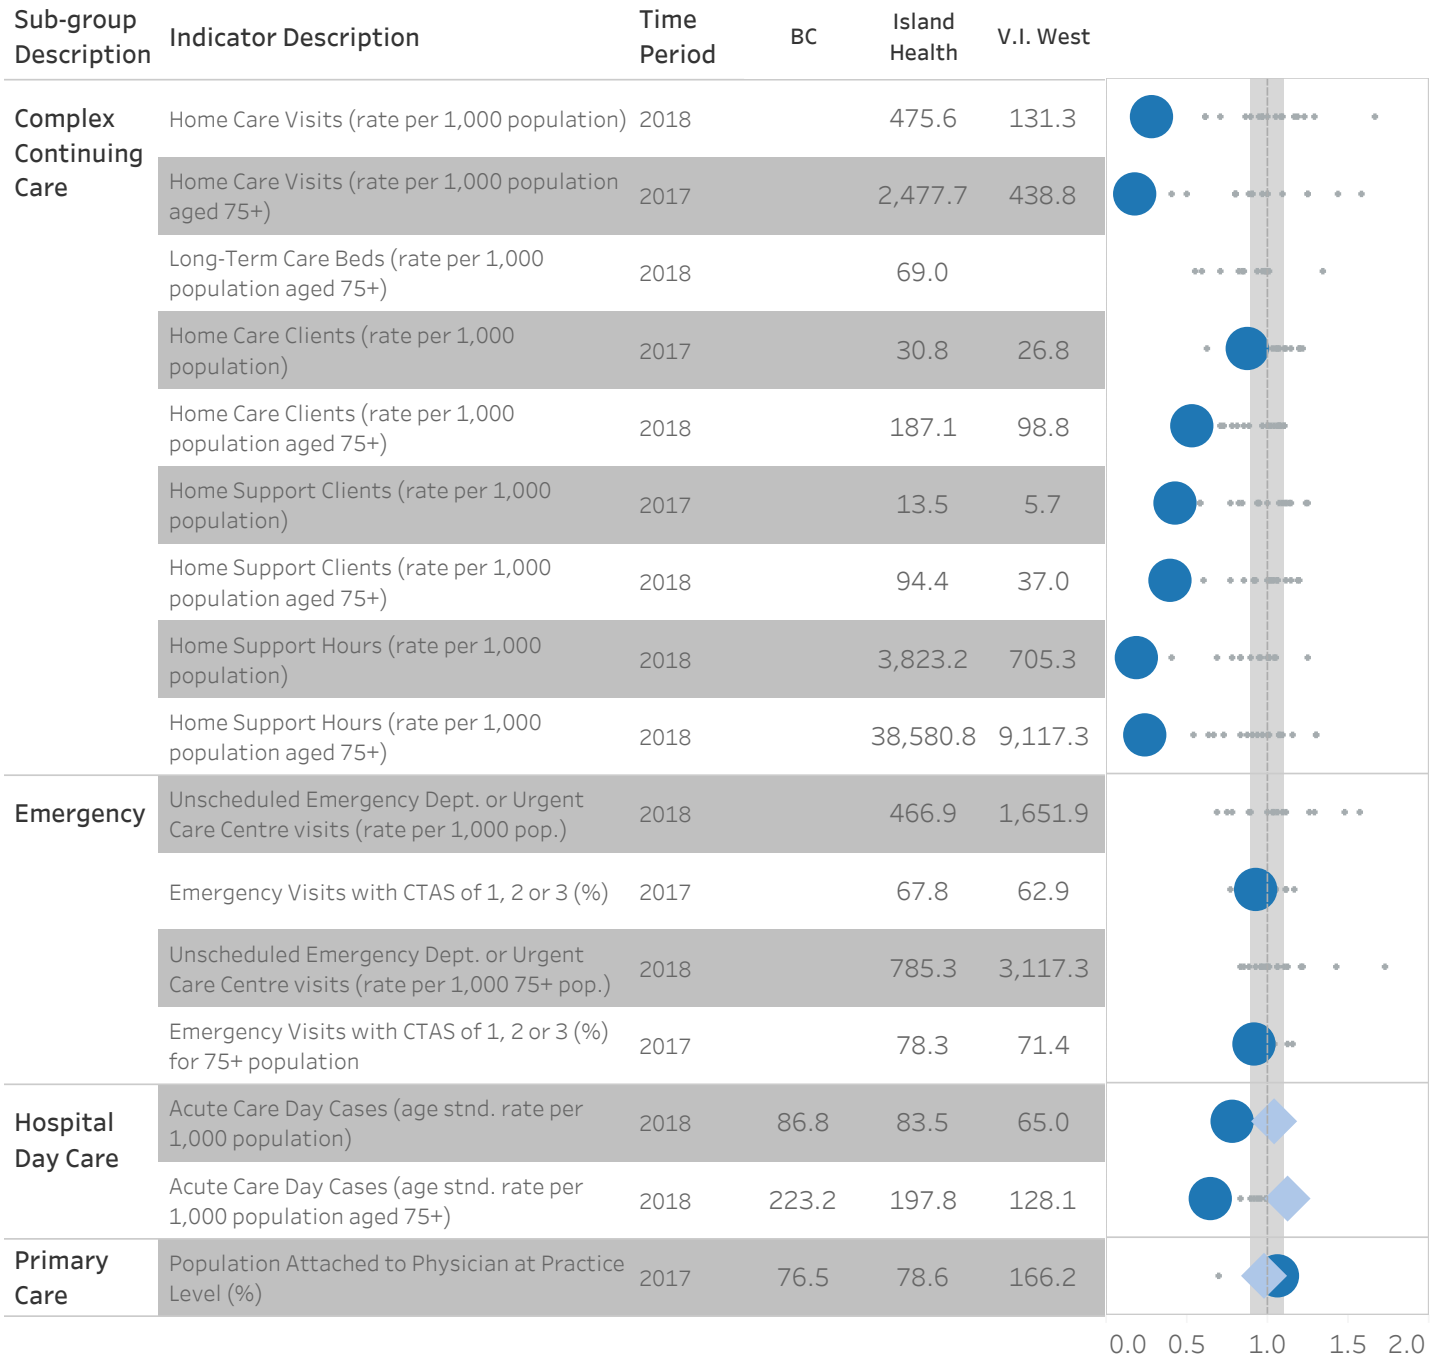 Sub-group
Description
Indicator Description
Time
Period
BC
Island
Health
V.I. West
Complex
Continuing
Care
Home Care Visits (rate per 1,000 population) 2018 475.6 131.3
Home Care Visits (rate per 1,000 population
aged 75+)
2017 2,477.7 438.8
Long-Term Care Beds (rate per 1,000
population aged 75+)
2018 69.0
Home Care Clients (rate per 1,000
population)
2017 30.8 26.8
Home Care Clients (rate per 1,000
population aged 75+)
2018 187.1 98.8
Home Support Clients (rate per 1,000
population)
2017 13.5 5.7
Home Support Clients (rate per 1,000
population aged 75+)
2018 94.4 37.0
Home Support Hours (rate per 1,000
population)
2018 3,823.2 705.3
Home Support Hours (rate per 1,000
population aged 75+)
2018 38,580.8 9,117.3
Emergency
Unscheduled Emergency Dept. or Urgent
Care Centre visits (rate per 1,000 pop.)
2018 466.9 1,651.9
Emergency Visits with CTAS of 1, 2 or 3 (%) 2017 67.8 62.9
Unscheduled Emergency Dept. or Urgent
Care Centre visits (rate per 1,000 75+ pop.)
2018 785.3 3,117.3
Emergency Visits with CTAS of 1, 2 or 3 (%)
for 75+ population
2017 78.3 71.4
Hospital
Day Care
Acute Care Day Cases (age stnd. rate per
1,000 population)
2018 86.8 83.5 65.0
Acute Care Day Cases (age stnd. rate per
1,000 population aged 75+)
2018 223.2 197.8 128.1
Primary
Care
Population Attached to Physician at Practice
Level (%)
2017 76.5 78.6 166.2
0.0 0.5 1.0 1.5 2.0